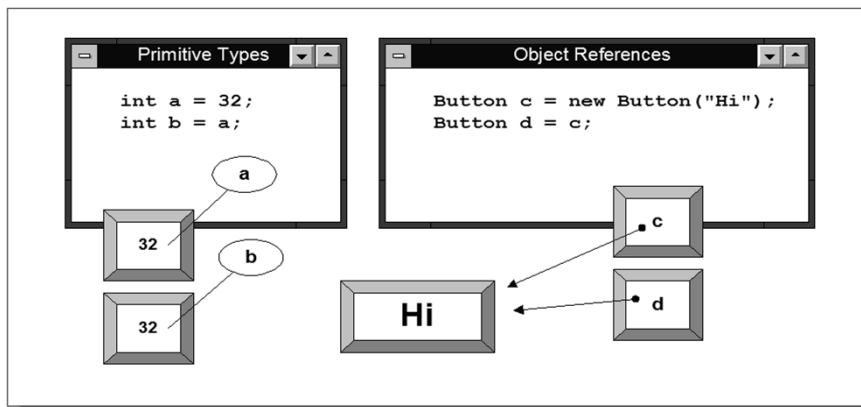 Primitive Types
int a = 32;
int b = a;
a
32
b
32
Object References
Button c = new Button("Hi");
Button d = c;
c
Hi
d